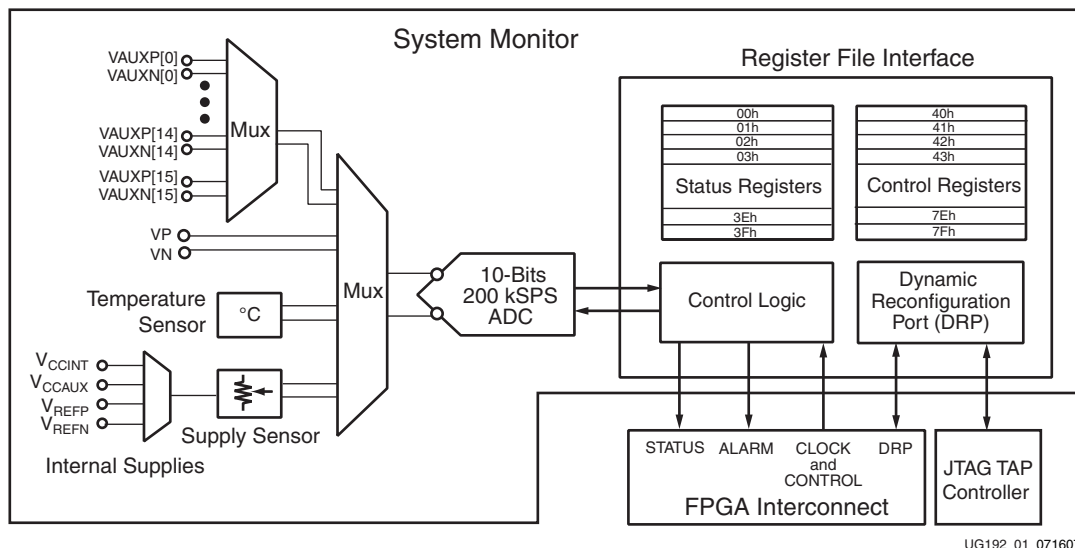 System Monitor
VAUXP[0]
VAUXN[0]
VAUXP[14]
VAUXN[14]
VAUXP[15]
VAUXN[15]
Mux
VP
VN
Temperature
Sensor
°C
VCCINT
VCCAUX
VREFP
VREFN
Internal Supplies
Supply Sensor
Mux
10-Bits
200 kSPS
ADC
Register File Interface
00h
01h
02h
03h
Status Registers
3Eh
3Fh
40h
41h
42h
43h
Control Registers
7Eh
7Fh
Control Logic
Dynamic
Reconfiguration
Port (DRP)
STATUS
ALARM
CLOCK
and
CONTROL
DRP
FPGA Interconnect
JTAG TAP
Controller
UG192_01_071607